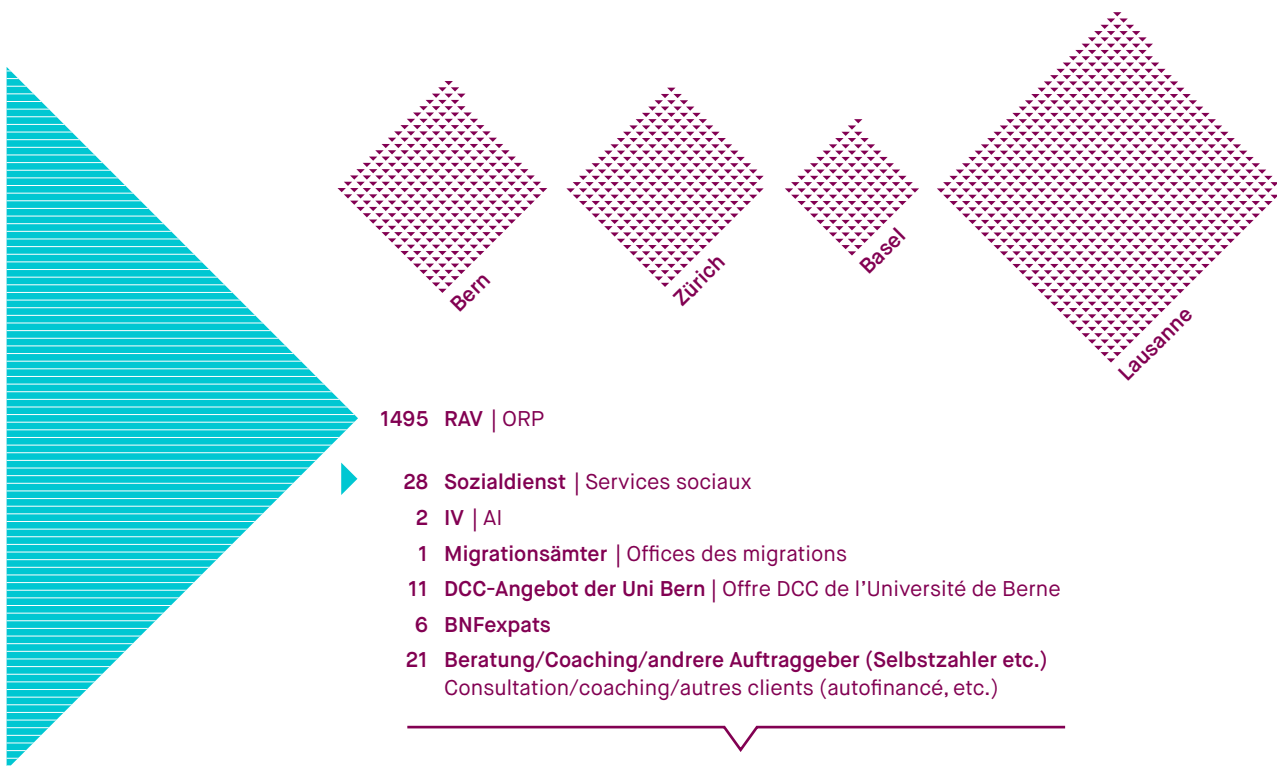 Bern
Zürich
Basel
Lausanne
1495 RAV | ORP
28 Sozialdienst | Services sociaux
2 IV | AI
1 Migrationsämter | Offices des migrations
11 DCC-Angebot der Uni Bern | Offre DCC de l’Université de Berne
6 BNFexpats
21 Beratung/Coaching/andrere Auftraggeber (Selbstzahler etc.)
Consultation/coaching/autres clients (autofinancé, etc.)